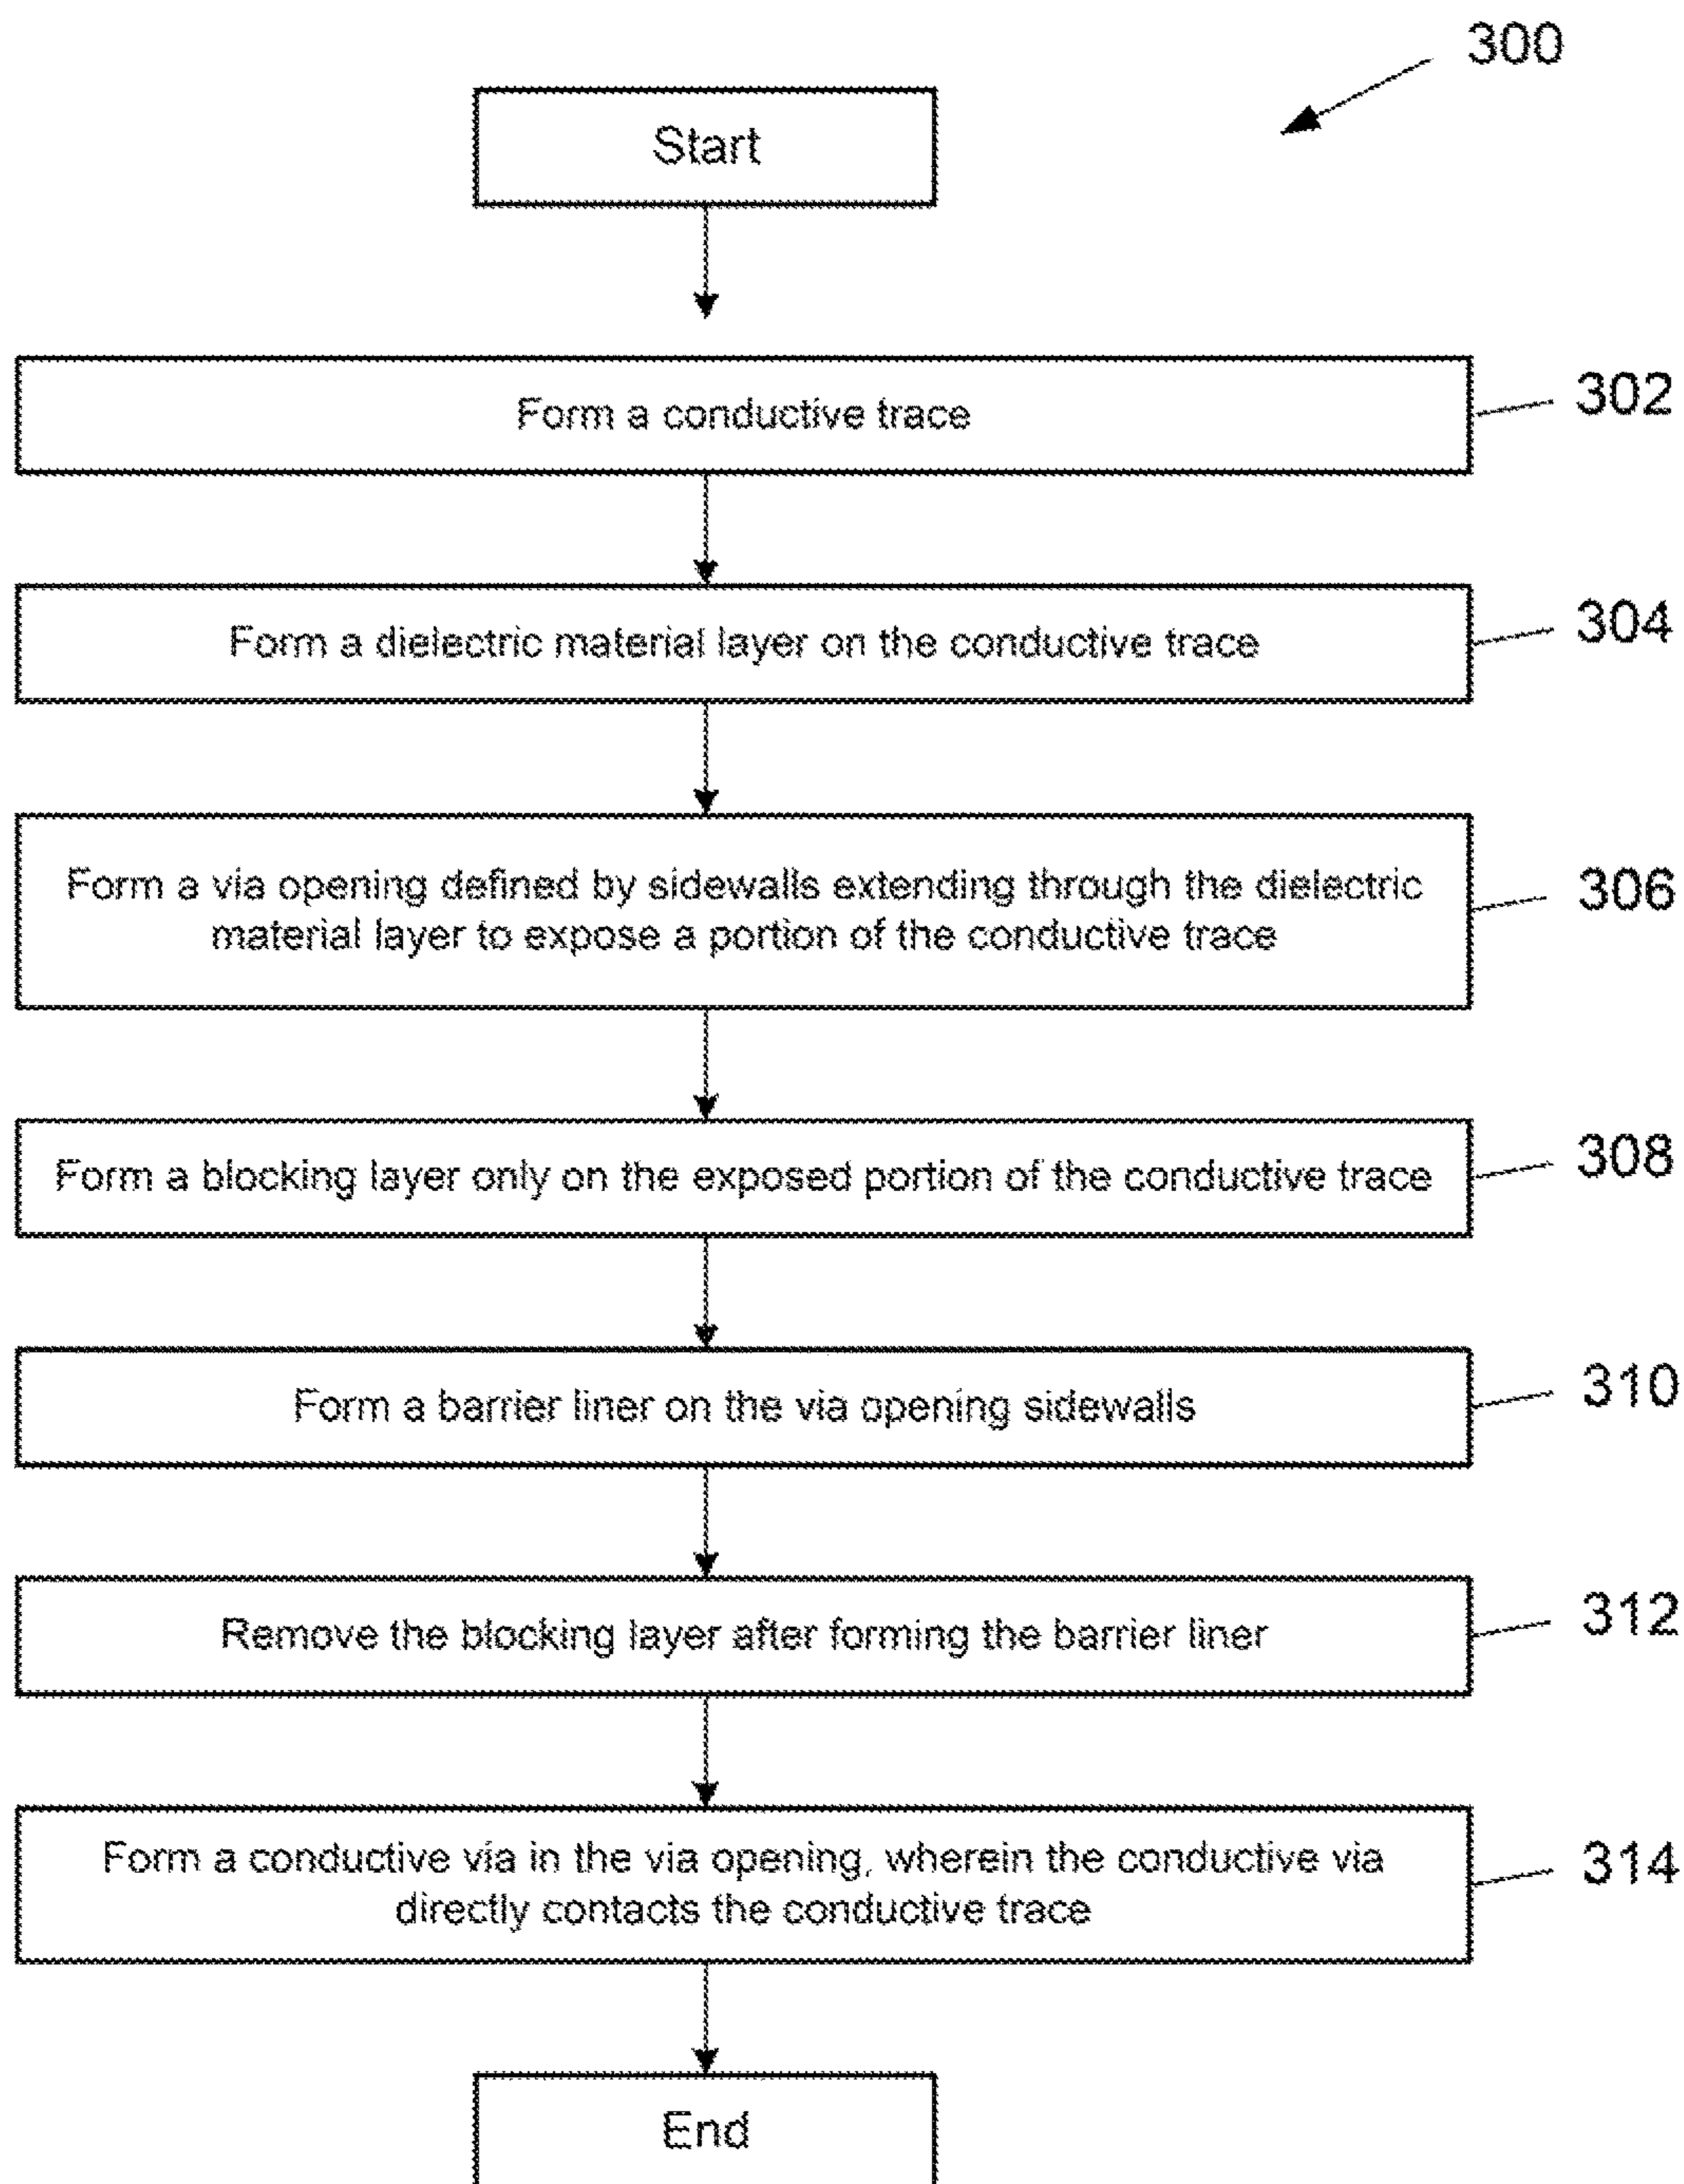 300
Start
Form a conductive trace
302
Form a dielectric material layer on the conductive trace
304
Form a via opening defined by sidewalls extending through the dielectric
material layer to expose a portion of the conductive trace
306
Form a blocking layer only on the exposed portion of the conductive trace
308
Form a barrier liner on the via opening sidewalls
310
Remove the blocking layer after forming the barrier liner
312
Form a conductive via in the via opening, wherein the conductive via
directly contacts the conductive trace
314
End